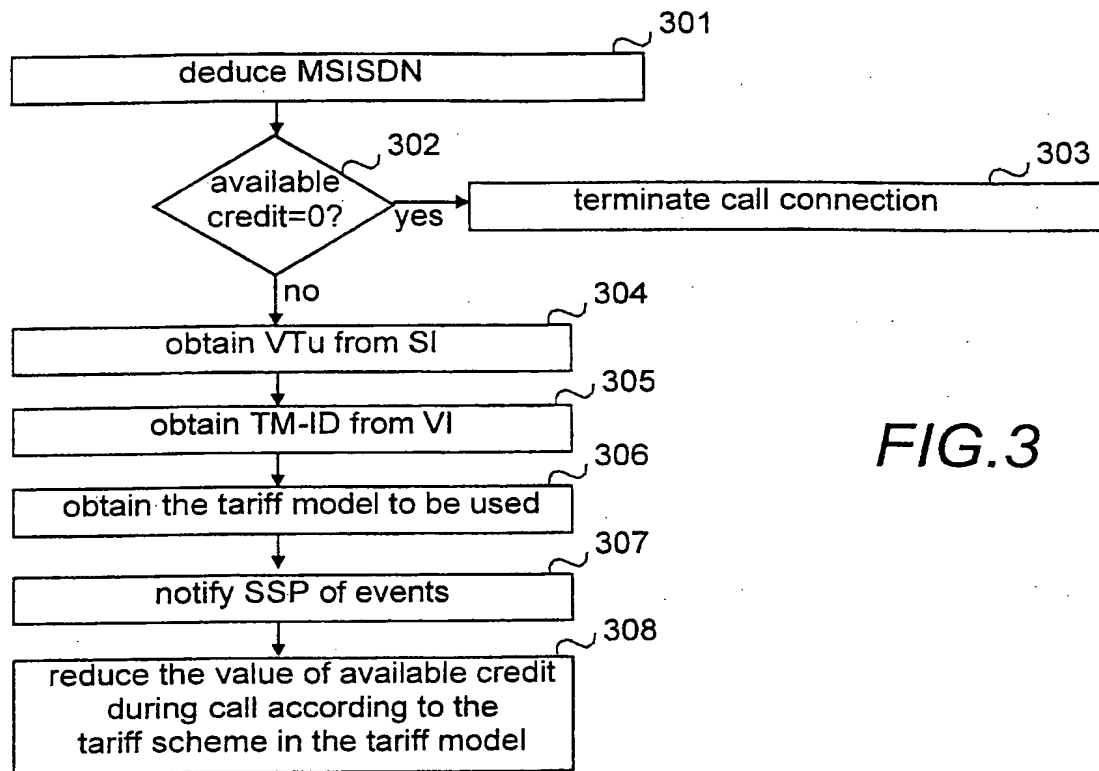 301
deduce MSISDN
302
available
credit=0?
yes
303
terminate call connection
no
304
obtain VTu from SI
305
obtain TM-ID from VI
306
obtain the tariff model to be used
307
notify SSP of events
308
reduce the value of available credit
during call according to the
tariff scheme in the tariff model
FIG.3